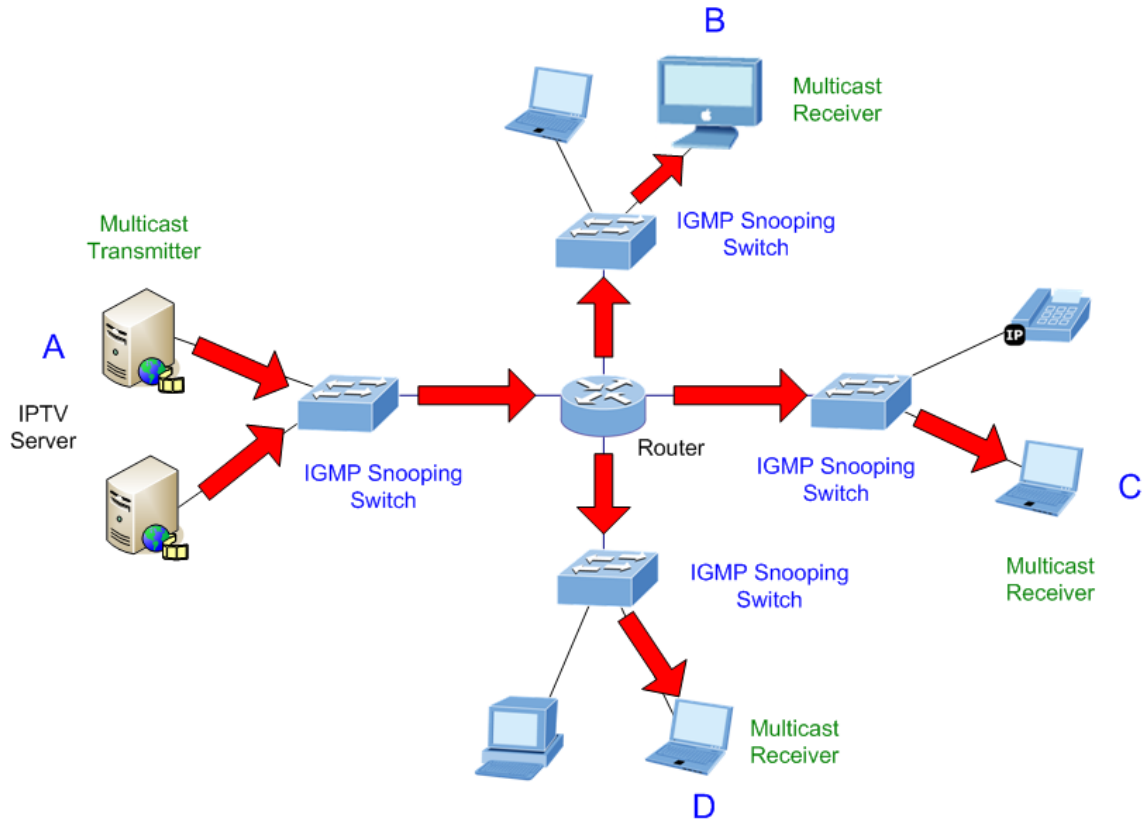 B
Multicast
Receiver
IGMP Snooping
Switch
Multicast
Transmitter
A
IPTV
Server
IGMP Snooping
Switch
Router
IP
IGMP Snooping
Switch
C
Multicast
Receiver
IGMP Snooping
Switch
Multicast
Receiver
D